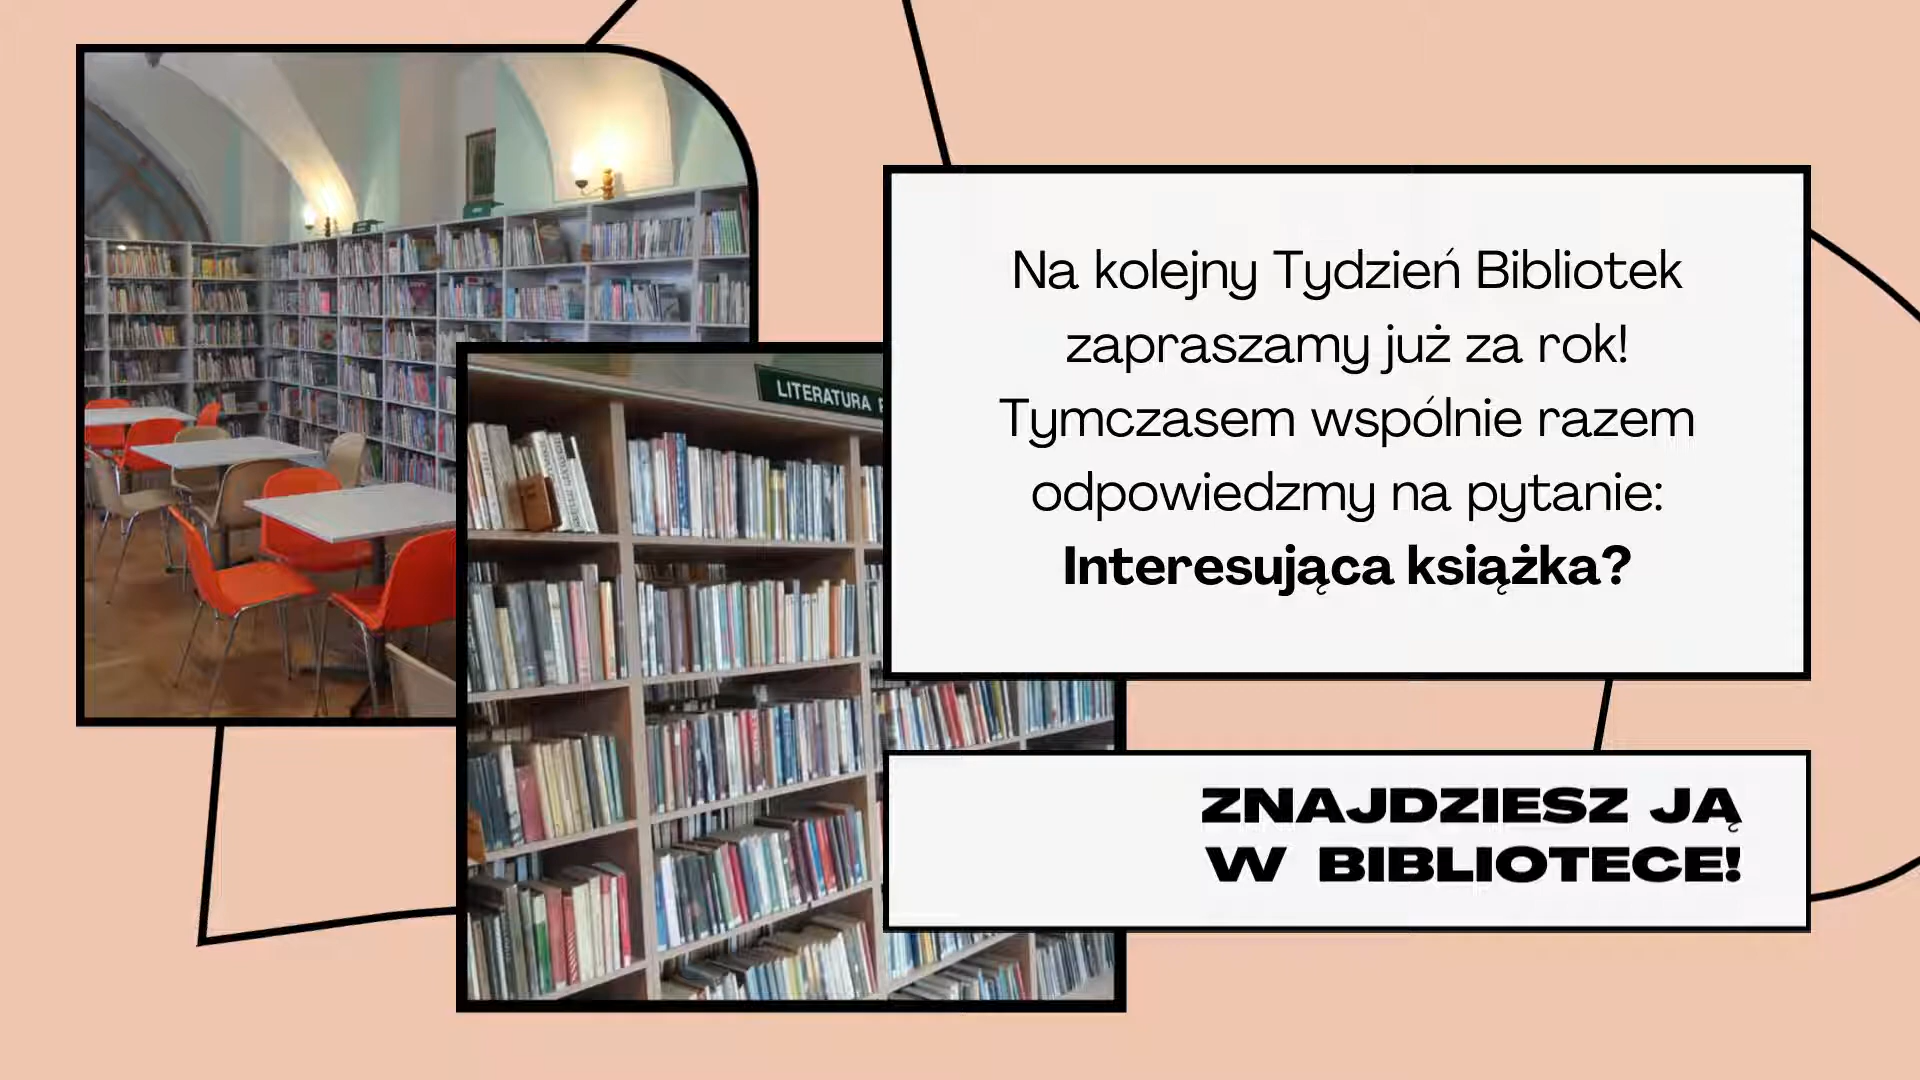 LITERATURA
Na kolejny Tydzień Bibliotek
zapraszamy już za rok!
Tymczasem wspólnie razem
odpowiedzmy na pytanie:
Interesująca książka?
ZNAJDZIESZ JĄ
W BIBLIOTECE!